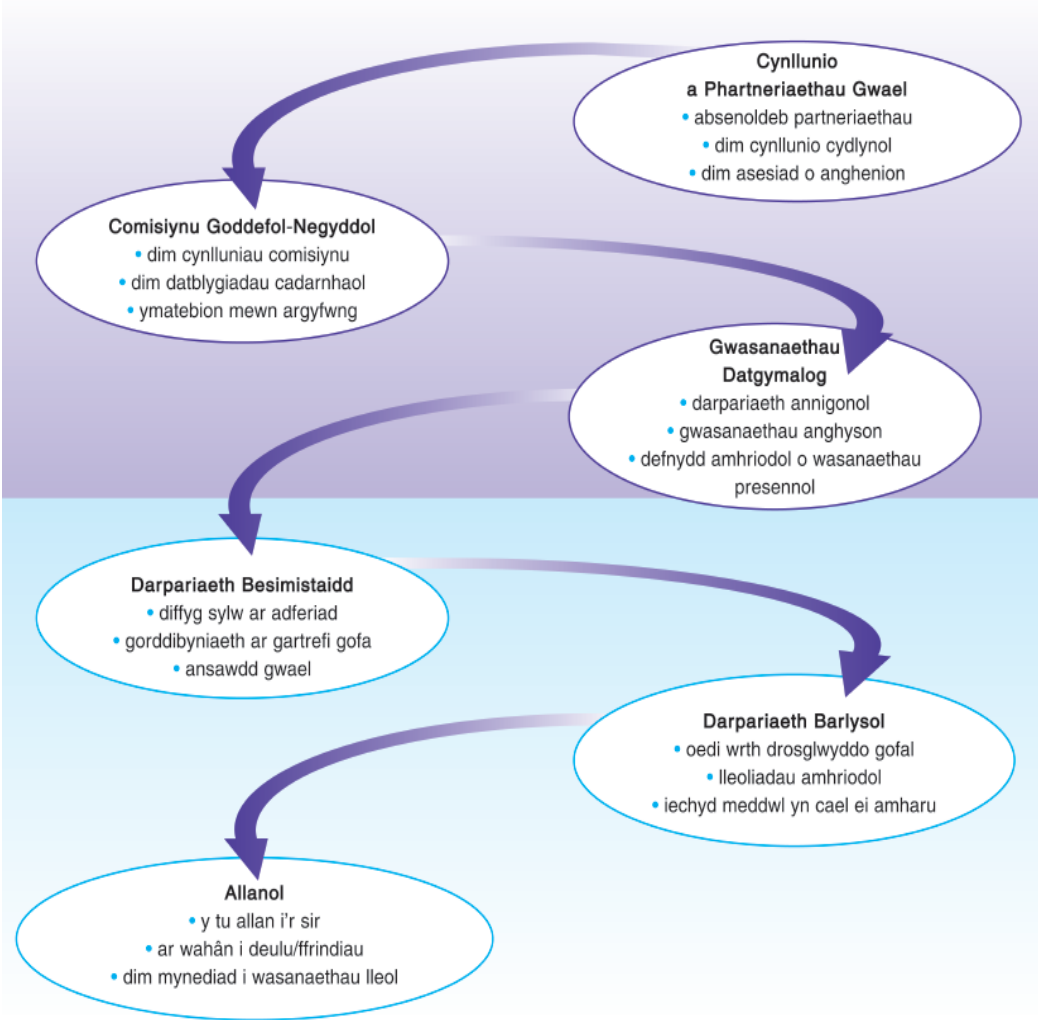 Cynllunio
a Phartneriaethau Gwael
• absenoldeb partneriaethau
• dim cynllunio cydlynol
• dim asesiad o anghenion
Comisiynu Goddefol-Negyddol
• dim cynlluniau comisiynu
• dim datblygiadau cadarnhaol
• ymatebion mewn argyfwng
Gwasanaethau
Datgymalog
• darpariaeth annigonol
• gwasanaethau anghyson
• defnydd amhriodol o wasanaethau
presennol
Darpariaeth Besimistaidd
• diffyg sylw ar adferiad
• gorddibyniaeth ar gartrefi gofa
• ansawdd gwael
Darpariaeth Barlysol
• oedi wrth drosglwyddo gofal
• lleoliadau amhriodol
• iechyd meddwl yn cael ei amharu
Allanol
• y tu allan i'r sir
• ar wahân i deulu/ffrindiau
• dim mynediad i wasanaethau lleol